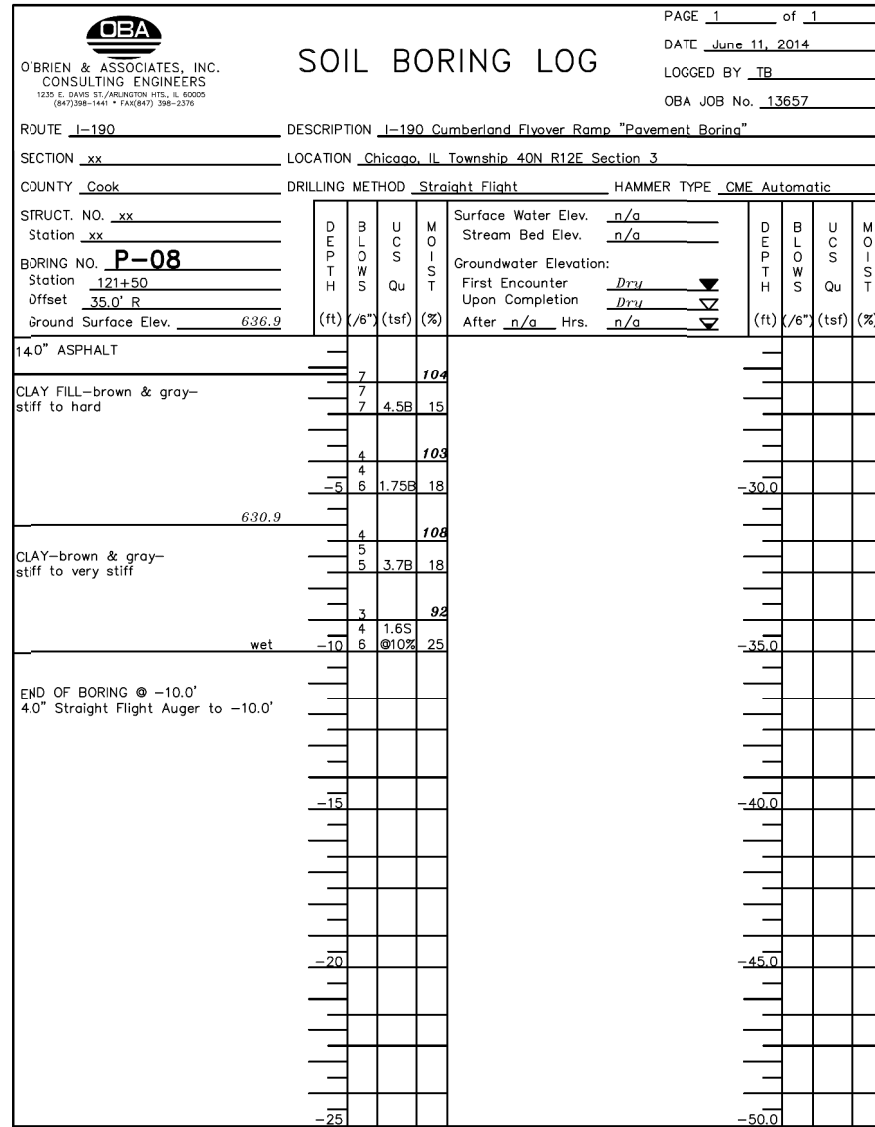 OBA
O'BRIEN & ASSOCIATES, INC.
CONSULTING ENGINEERS
1235 E. DAVIS ST./ARLINGTON HTS., IL 60005
(847)398-1441 * FAX(847) 398-2376
SOIL BORING LOG
PAGE 1 of 1
DATE June 11, 2014
LOGGED BY TB
OBA JOB No. 13657
ROUTE I-190 DESCRIPTION I-190 Cumberland Flyover Ramp "Pavement Boring"
SECTION xx LOCATION Chicago, IL Township 40N R12E Section 3
COUNTY Cook DRILLING METHOD Straight Flight HAMMER TYPE CME Automatic
STRUCT. NO. xx
Station xx
BORING NO. P-08
Station 121+50
Offset 35.0' R
Ground Surface Elev. 636.9
DEPTH (ft)
BLOWS (/6")
UCS Qu (tsf)
MOIST (%)
Surface Water Elev. n/a
Stream Bed Elev. n/a
Groundwater Elevation:
First Encounter Dry
Upon Completion Dry
After n/a Hrs. n/a
DEPTH (ft)
BLOWS (/6")
UCS Qu (tsf)
MOIST (%)
14.0" ASPHALT
7 104
CLAY FILL-brown & gray- 7
stiff to hard 7 4.5B 15
4 103
4
-5 6 1.75B 18 -30.0
630.9
4 108
CLAY-brown & gray- 5
stiff to very stiff 5 3.7B 18
3 92
4 1.6S
wet -10 6 @10% 25 -35.0
END OF BORING @ -10.0'
4.0" Straight Flight Auger to -10.0'
-15 -40.0
-20 -45.0
-25 -50.0